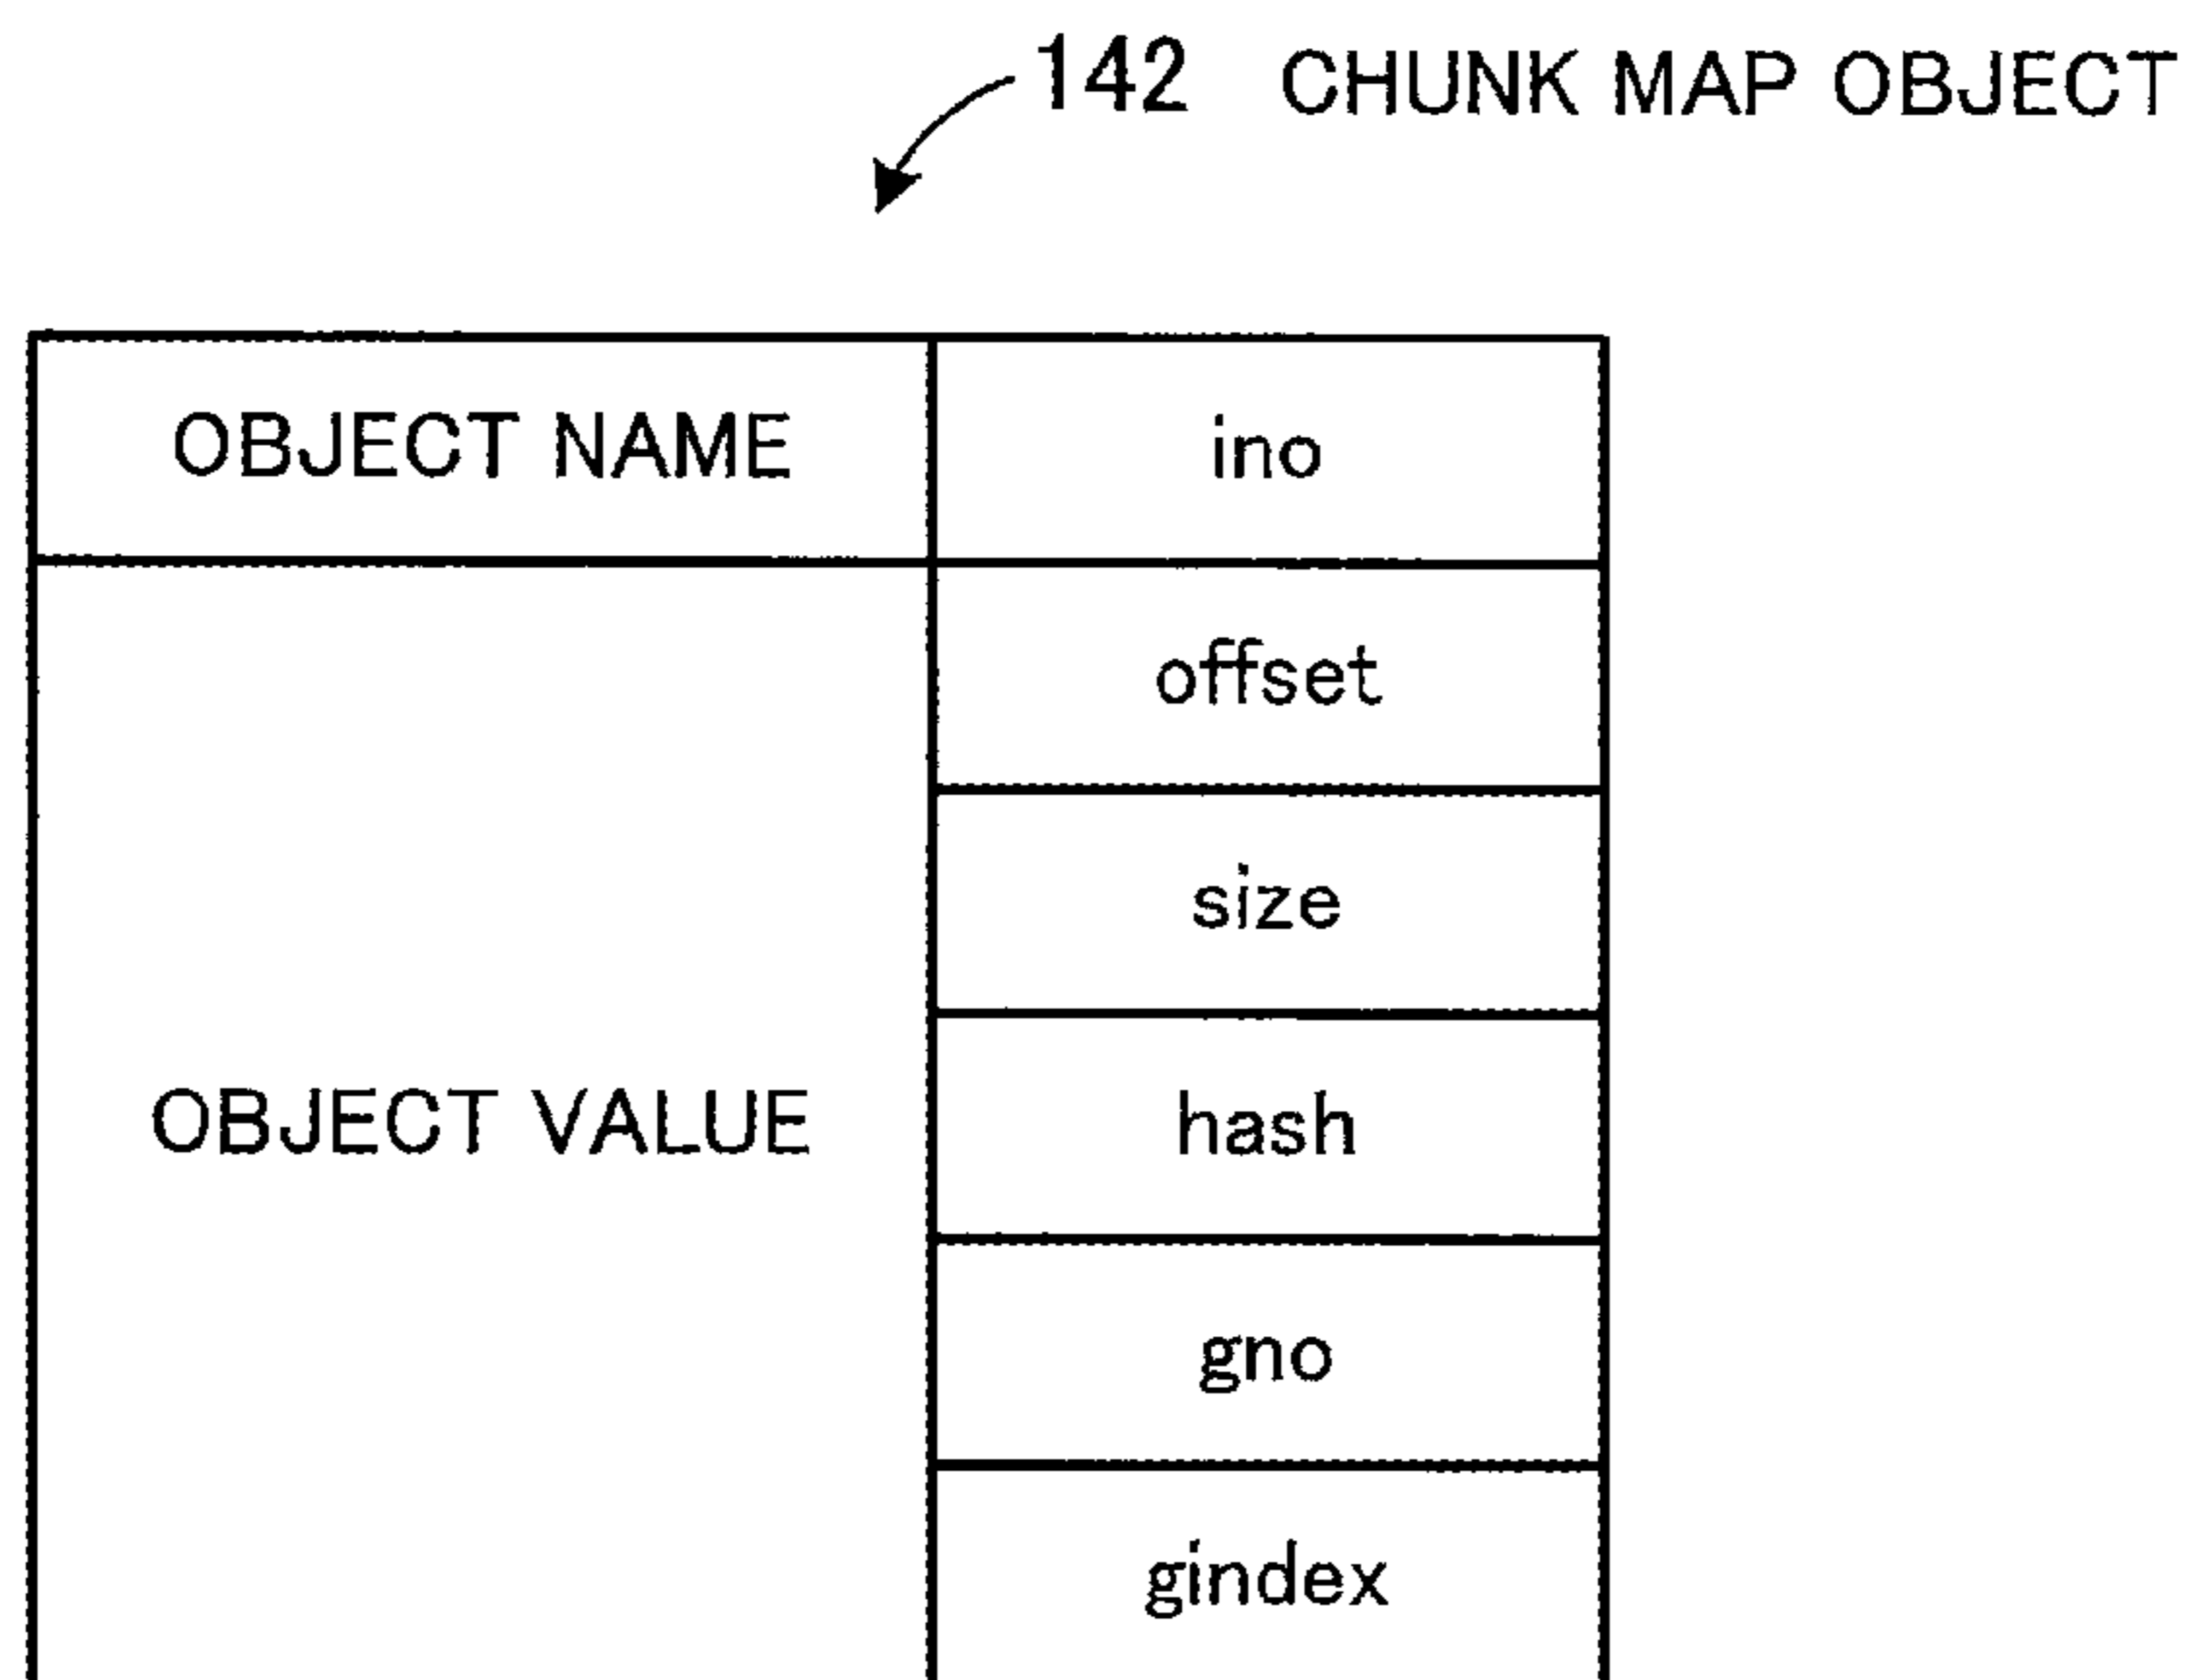 142 CHUNK MAP OBJECT
OBJECT NAME ino
offset
size
OBJECT VALUE hash
gno
gindex